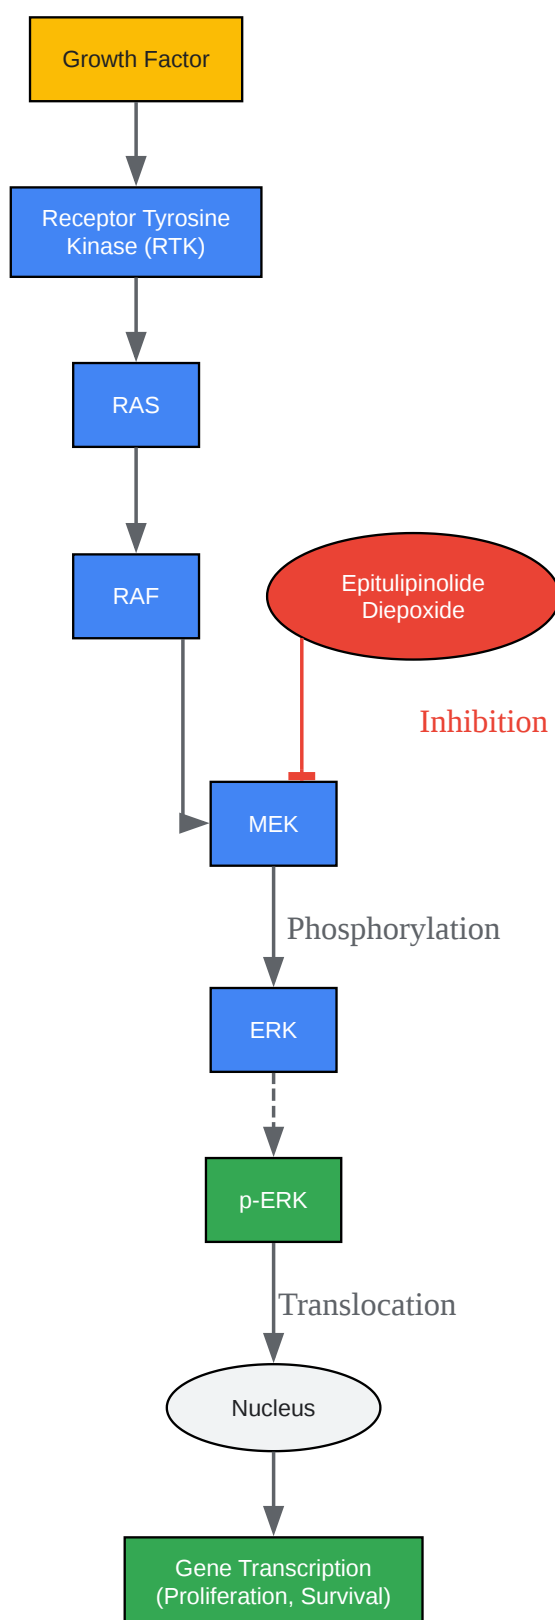 Growth Factor
Receptor Tyrosine
Kinase (RTK)
RAS
RAF
Epitulipinolide
Diepoxide
Inhibition
MEK
Phosphorylation
ERK
p-ERK
Translocation
Nucleus
Gene Transcription
(Proliferation, Survival)